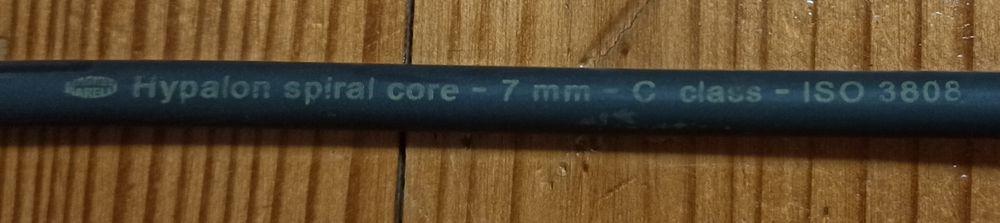 Hypalon spiral core - 7 mm - C class - ISO 3808